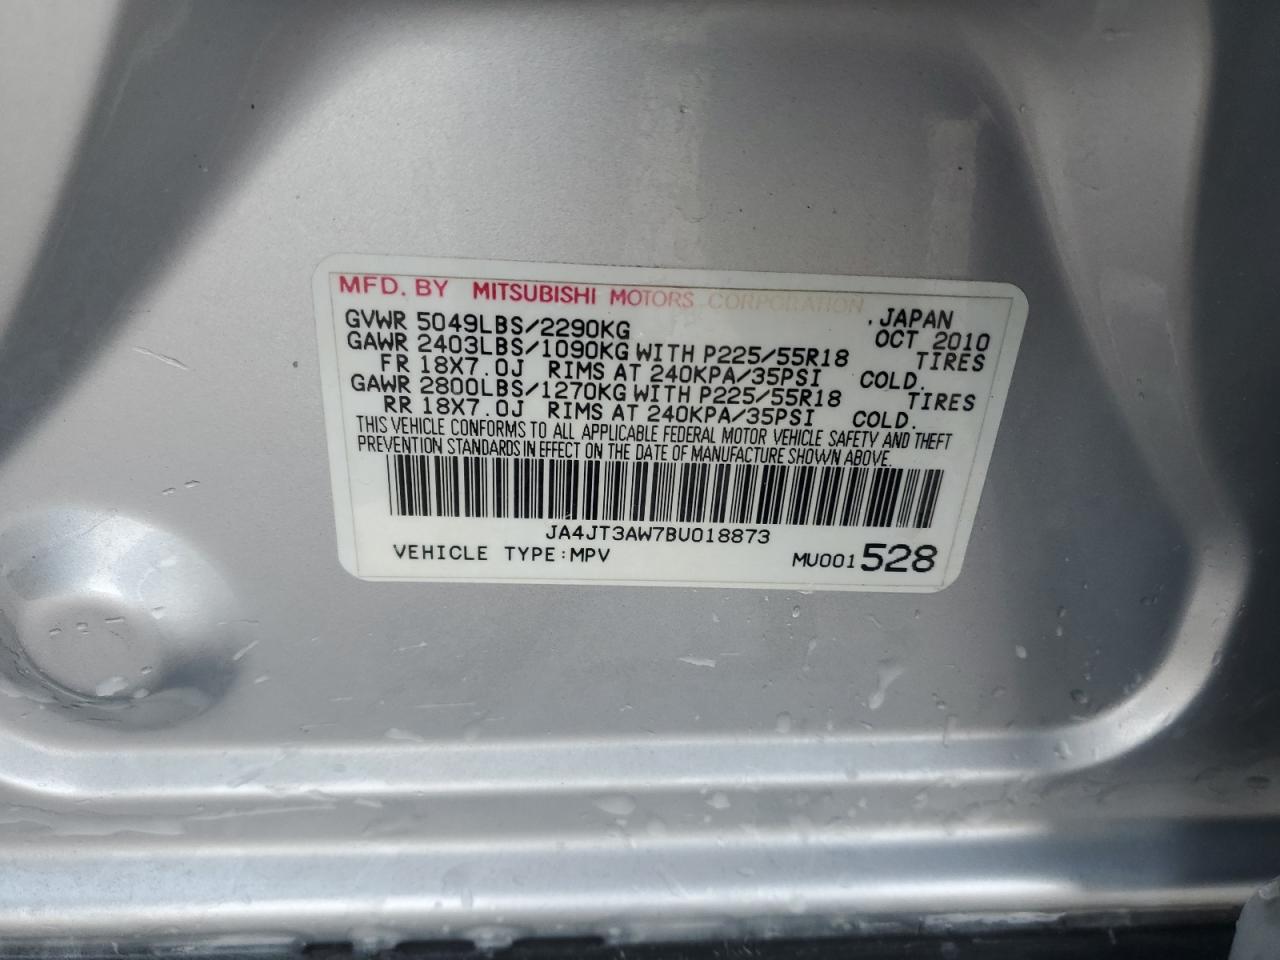 MFD. BY MITSUBISHI MOTORS CORPORATION
GVWR 5049LBS/2290KG , JAPAN
OCT 2010
GAWR 2403LBS/1090KG WITH P225/55R18 TIRES
FR 18X7.0J RIMS AT 240KPA/35PSI COLD.
GAWR 2800LBS/1270KG WITH P225/55R18 TIRES
RR 18X7.0J RIMS AT 240KPA/35PSI COLD.
THIS VEHICLE CONFORMS TO ALL APPLICABLE FEDERAL MOTOR VEHICLE SAFETY AND THEFT
PREVENTION STANDARDS IN EFFECT ON THE DATE OF MANUFACTURE SHOWN ABOVE.
JA4JT3AW7BU018873
VEHICLE TYPE:MPV MU001 528